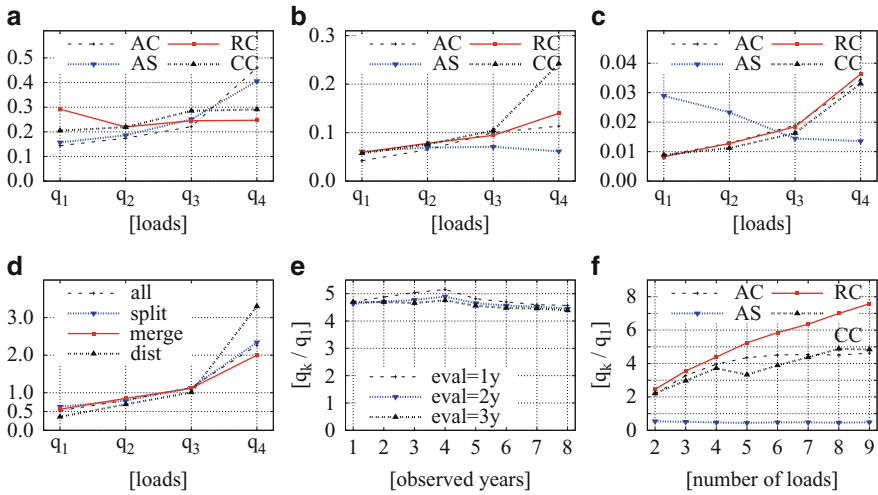 a
AC RC
AS CC
0.5
0.4
0.3
0.2
0.1
0.0
q1 q2 q3 q4
[loads]
b
AC RC
AS CC
0.3
0.2
0.1
0.0
q1 q2 q3 q4
[loads]
c
AC RC
AS CC
0.04
0.03
0.02
0.01
0.00
q1 q2 q3 q4
[loads]
d
all
split
merge
dist
3.0
2.0
1.0
0.5
0.0
q1 q2 q3 q4
[loads]
e
[qk / q1]
5
4
3
2
1
0
eval=1y
eval=2y
eval=3y
1 2 3 4 5 6 7 8
[observed years]
f
[qk / q1]
AC RC
AS
CC
8
6
4
2
0
2 3 4 5 6 7 8 9
[number of loads]